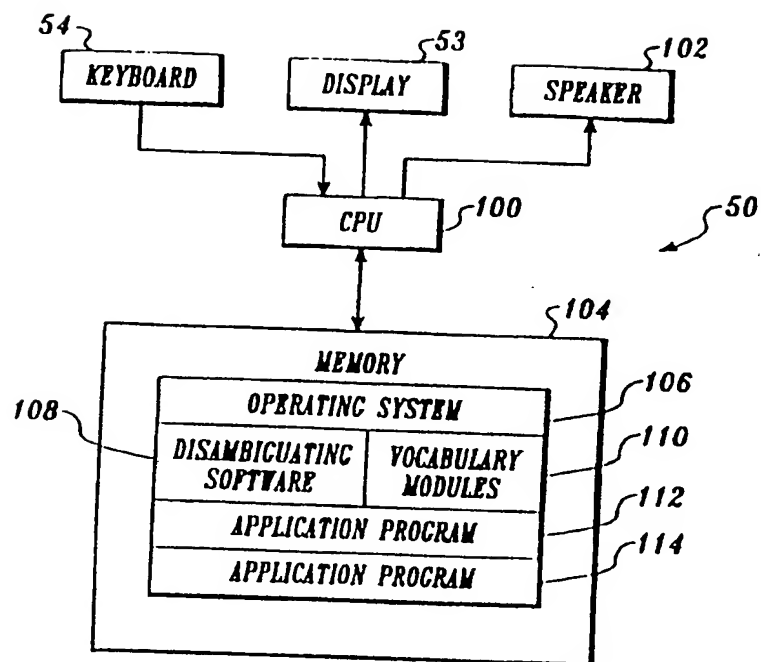 54
53
102
KEYBOARD
DISPLAY
SPEAKER
CPU
100
50
104
MEMORY
106
OPERATING SYSTEM
108
110
DISAMBIGUATING
SOFTWARE
VOCABULARY
MODULES
112
APPLICATION PROGRAM
114
APPLICATION PROGRAM